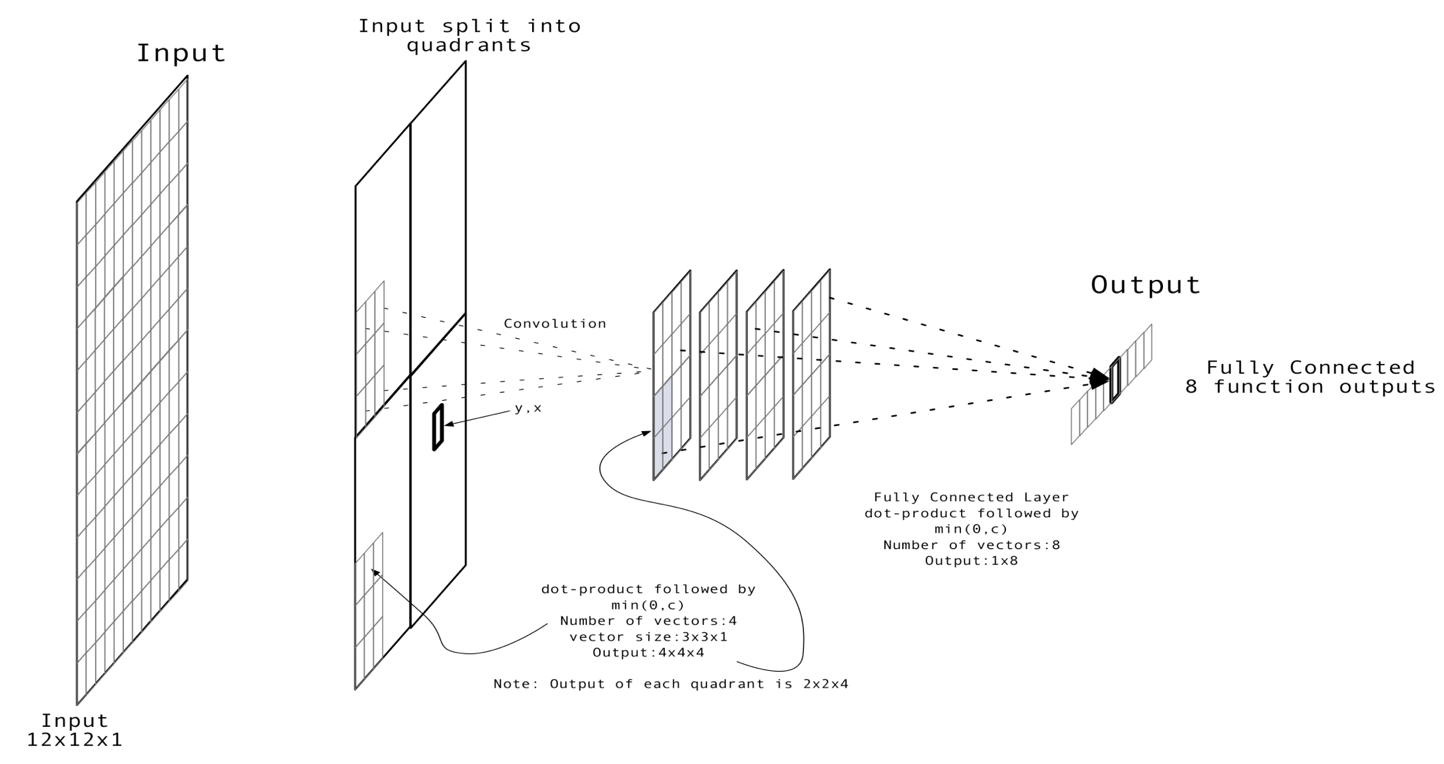 Input
Input split into
quadrants
Convolution
y,x
Output
Fully Connected
8 function outputs
Fully Connected Layer
dot-product followed by
min(0,c)
Number of vectors:8
Output:1x8
dot-product followed by
min(0,c)
Number of vectors:4
vector size:3x3x1
Output:4x4x4
Note: Output of each quadrant is 2x2x4
Input
12x12x1